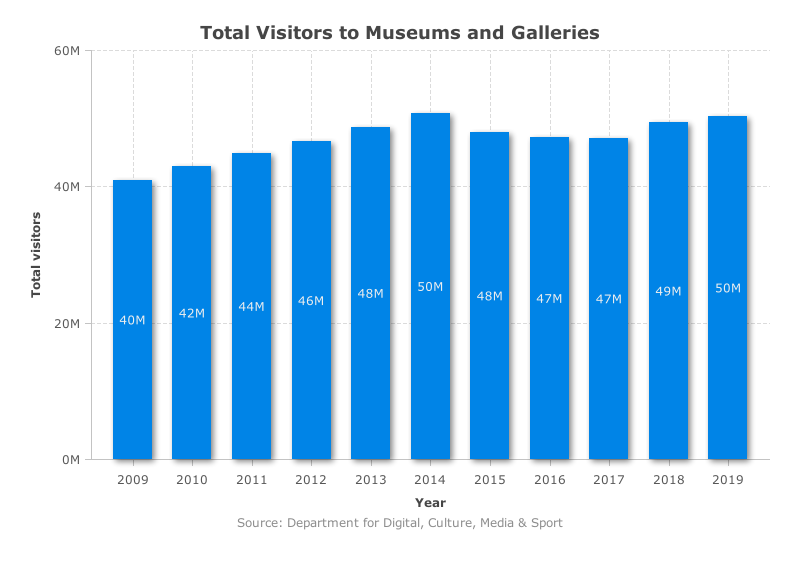 Total Visitors to Museums and Galleries
60M
40M
20M
0M
Total visitors
40M 42M 44M 46M 48M 50M 48M 47M 47M 49M 50M
2009 2010 2011 2012 2013 2014 2015 2016 2017 2018 2019
Year
Source: Department for Digital, Culture, Media & Sport